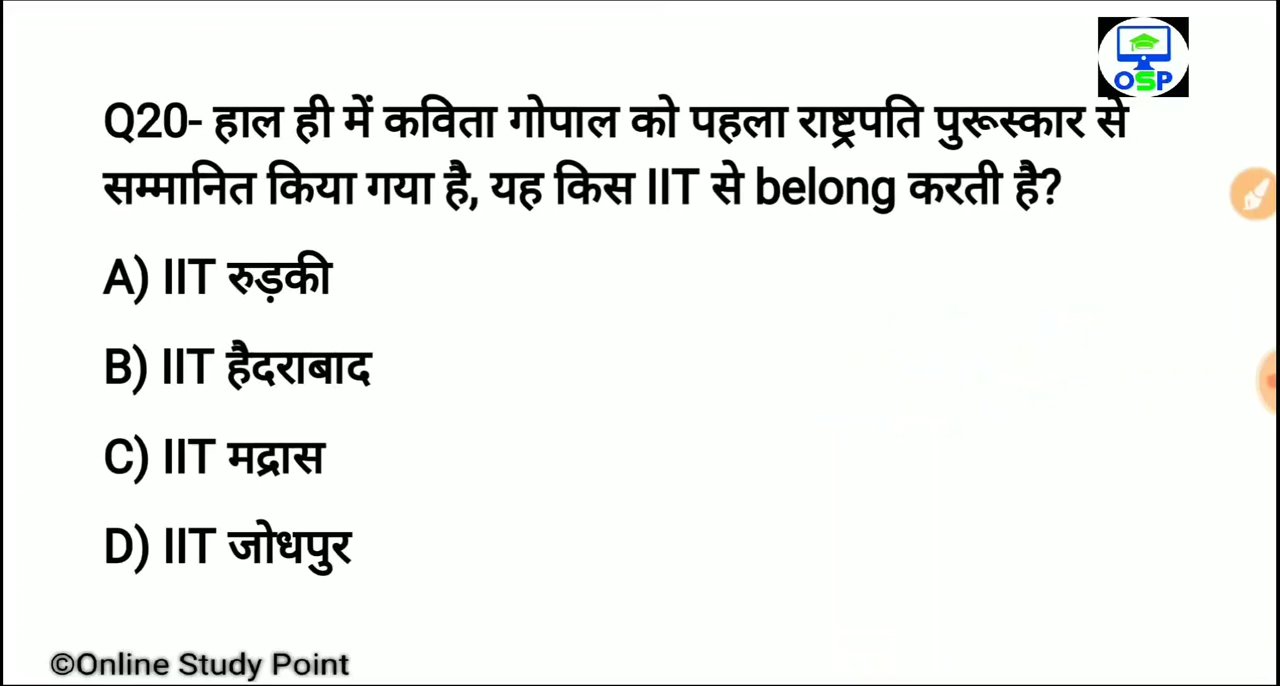 OSP
Q20- हाल ही में कविता गोपाल को पहला राष्ट्रपति पुरूस्कार से
सम्मानित किया गया है, यह किस IIT से belong करती है?
A) IIT रुड़की
B) IIT हैदराबाद
C) IIT मद्रास
D) IIT जोधपुर
©Online Study Point